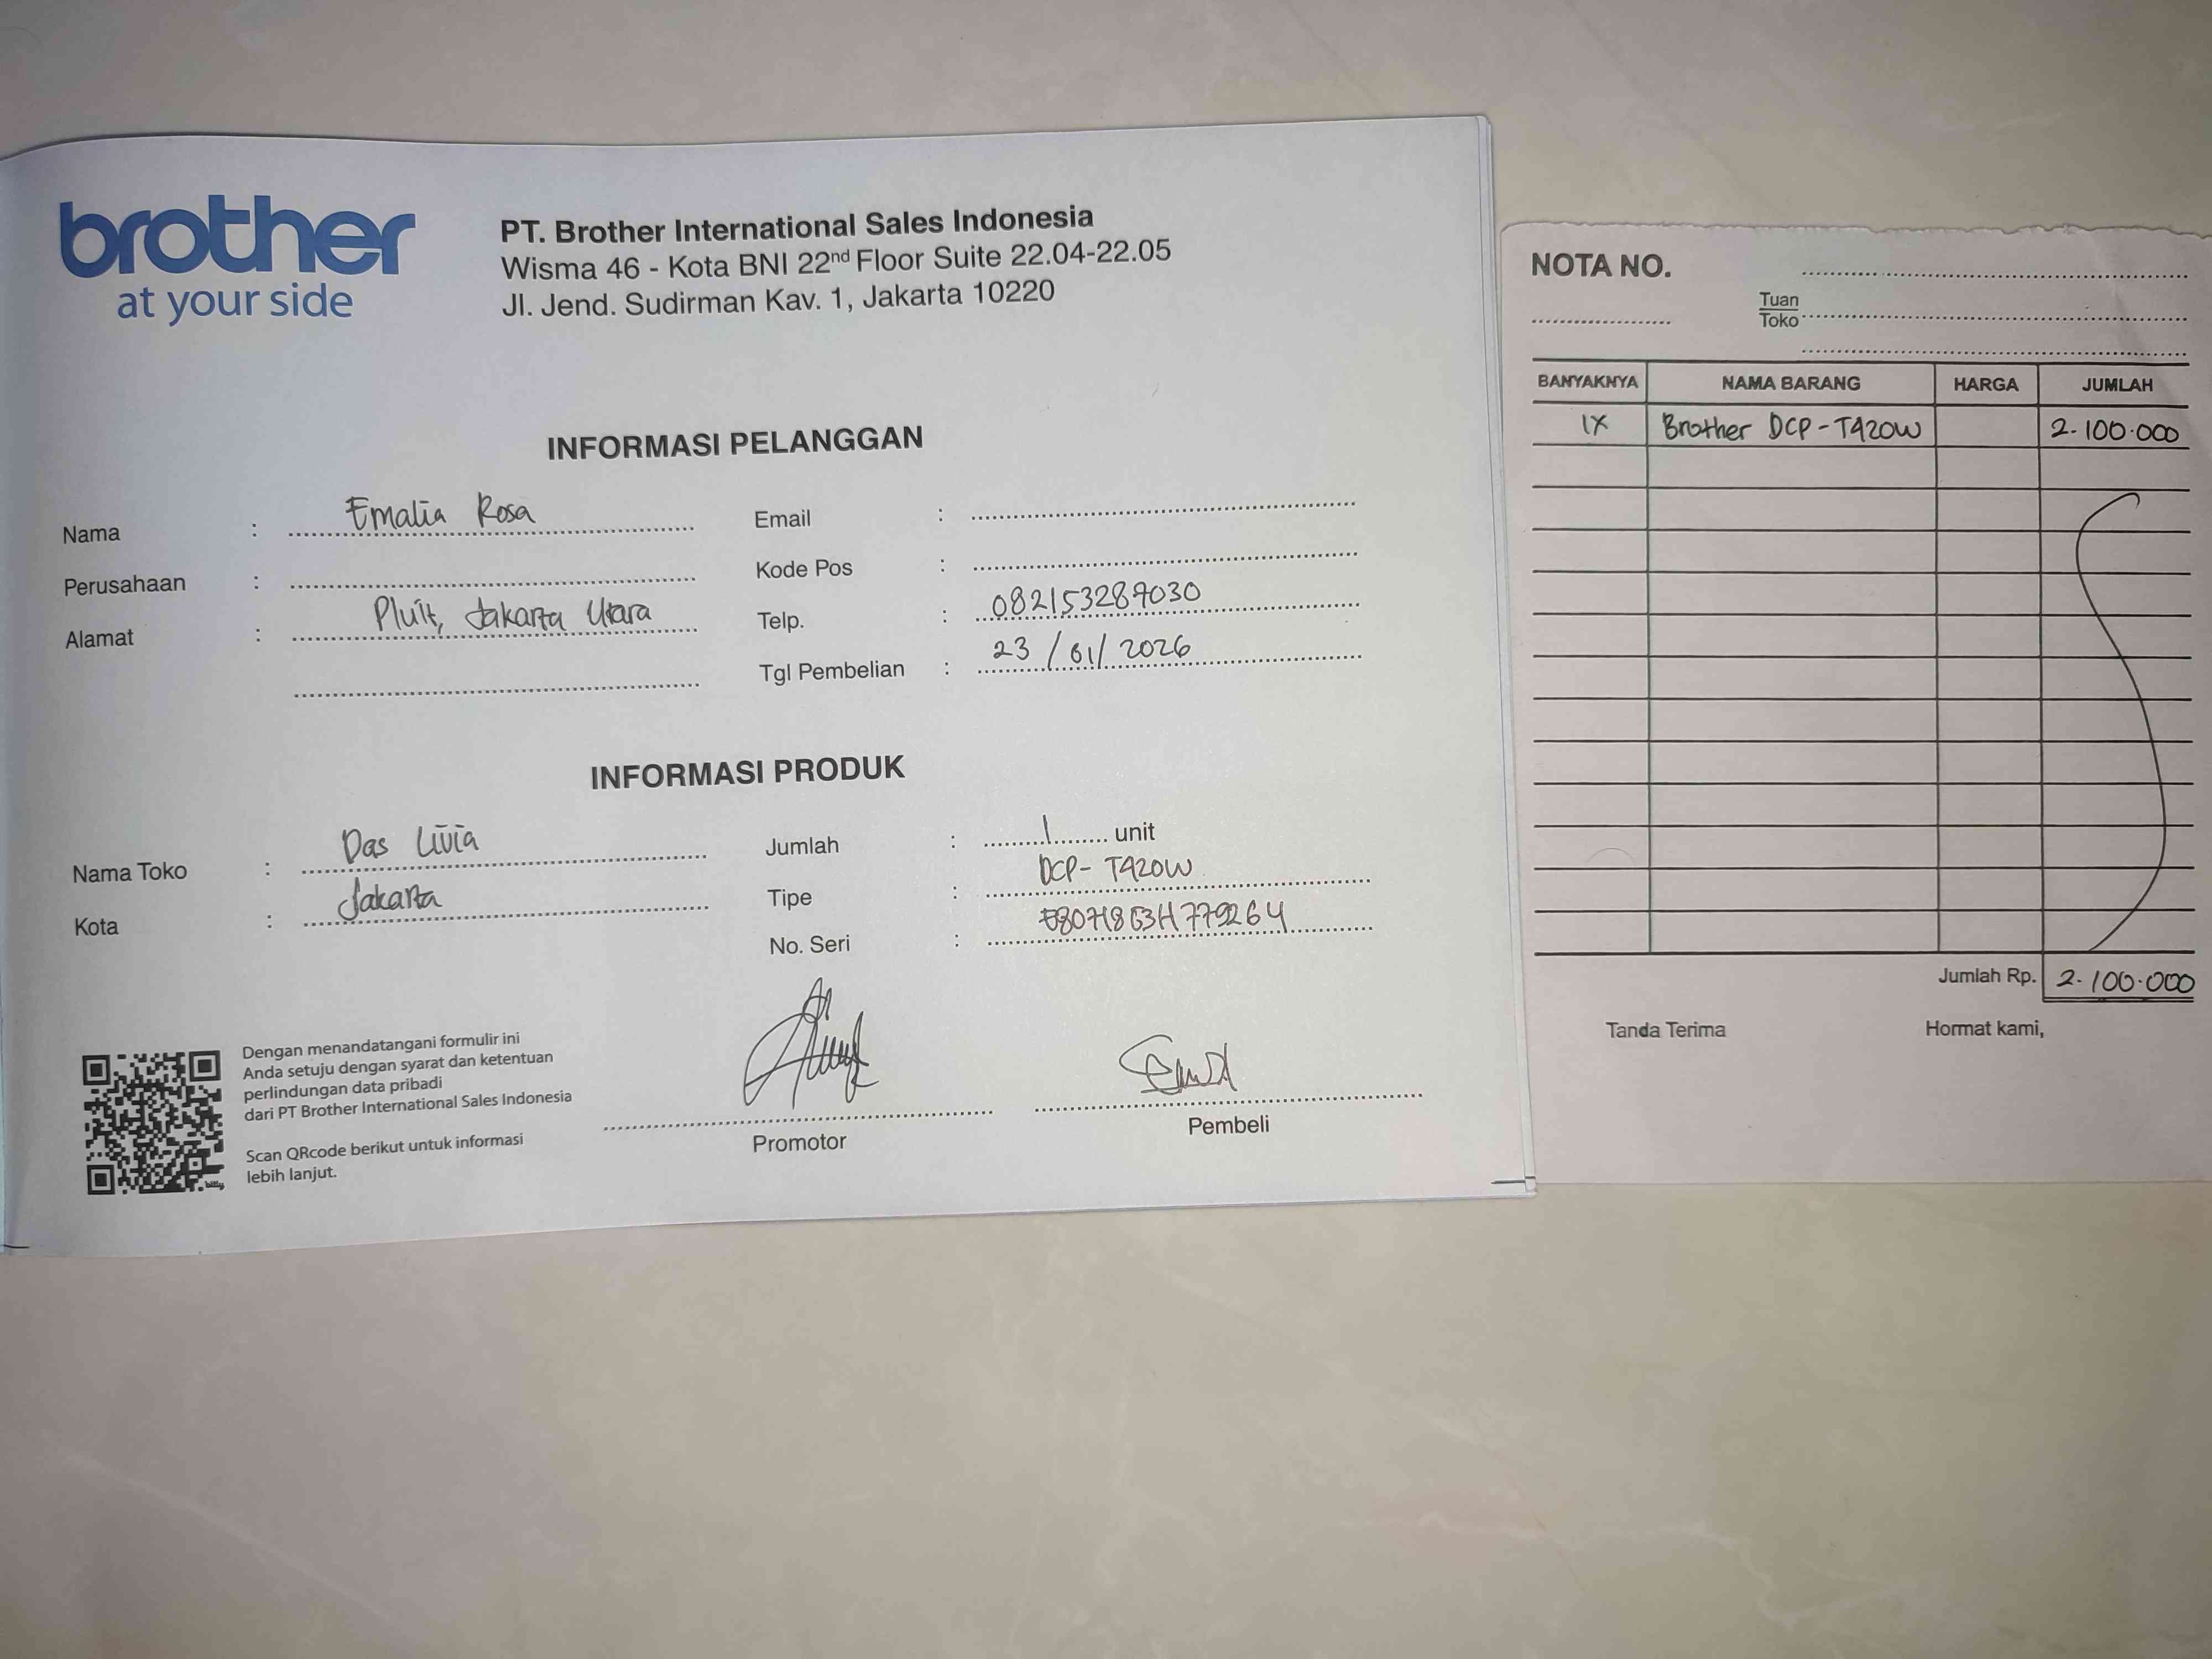 brother
at your side
PT. Brother International Sales Indonesia
Wisma 46 - Kota BNI 22nd Floor Suite 22.04-22.05
Jl. Jend. Sudirman Kav. 1, Jakarta 10220
INFORMASI PELANGGAN
Nama : Emalia Rosa
Perusahaan :
Alamat : Pluit, Jakarta Utara
Email :
Kode Pos :
Telp. : 082153287030
Tgl Pembelian : 23 / 01 / 2026
INFORMASI PRODUK
Nama Toko : Das Livia
Kota : Jakarta
Jumlah : 1 unit
Tipe : DCP-T420W
No. Seri :
Dengan menandatangani formulir ini
Anda setuju dengan syarat dan ketentuan
perlindungan data pribadi
dari PT Brother International Sales Indonesia
Scan QRcode berikut untuk informasi
lebih lanjut.
Promotor
Pembeli
NOTA NO.
Tuan
Toko
BANYAKNYA NAMA BARANG HARGA JUMLAH
1X Brother DCP-T420W 2.100.000
Jumlah Rp. 2.100.000
Tanda Terima Hormat kami,